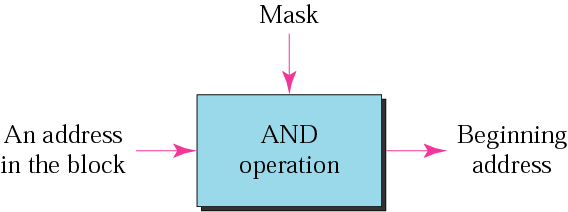 Mask
An address
in the block
AND
operation
Beginning
address